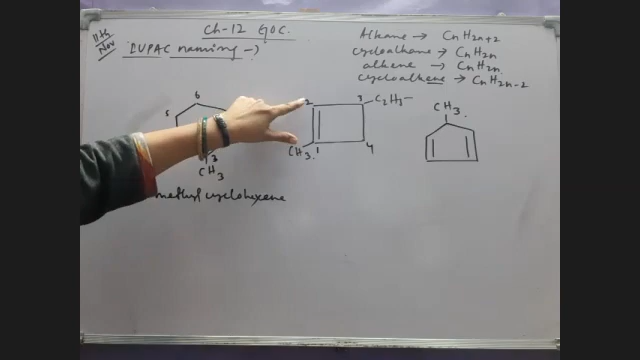 11th Nov
Ch-12 GOC.
IUPAC naming -
Alkane → CnH2n+2
cycloalkane → CnH2n
alkene → CnH2n
cycloalkene → CnH2n-2
6
5
3
CH3
methyl cyclohexene
2
3
C2H5
CH3.
1
4
CH3.